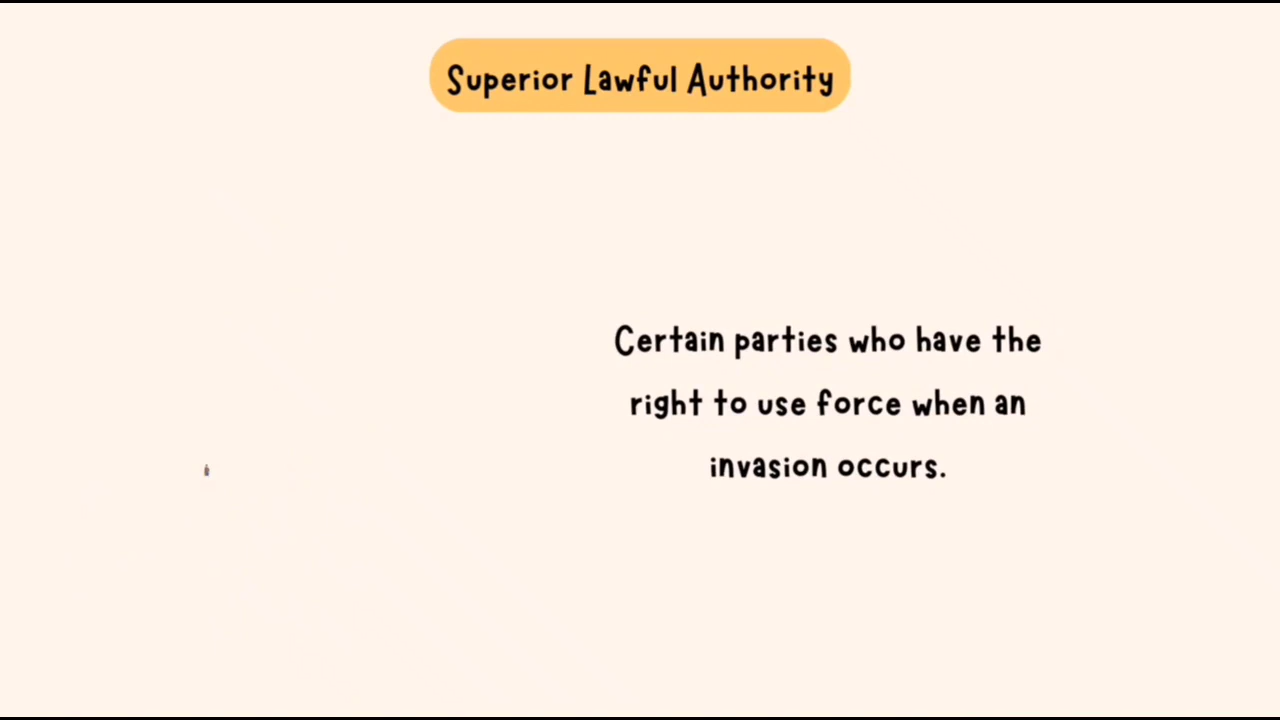 Superior Lawful Authority
Certain parties who have the
right to use force when an
invasion occurs.